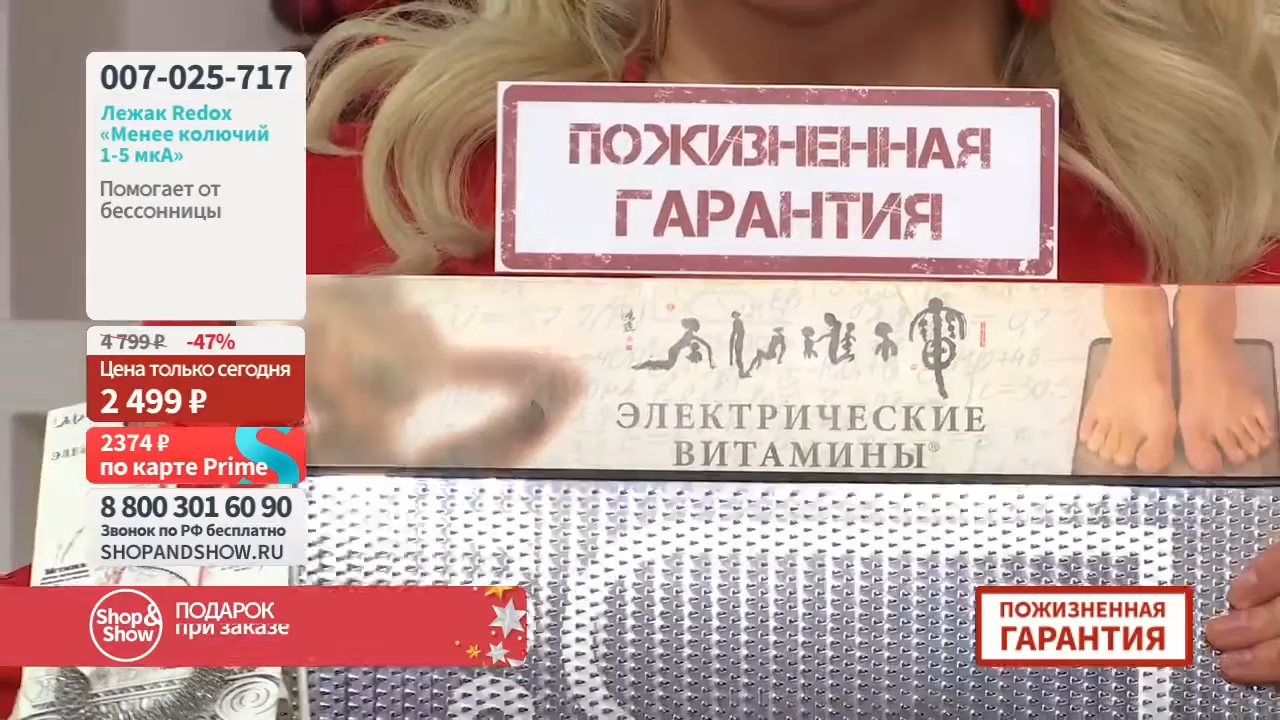 007-025-717
Лежак Redox
«Менее колючий
1-5 мкА»
Помогает от
бессонницы
4 799 ₽ -47%
Цена только сегодня
2 499 ₽
2374 ₽
по карте Prime
8 800 301 60 90
Звонок по РФ бесплатно
SHOPANDSHOW.RU
Shop&
Show
ПОДАРОК
при заказе
ПОЖИЗНЕННАЯ
ГАРАНТИЯ
ЭЛЕКТРИЧЕСКИЕ
ВИТАМИНЫ®
ПОЖИЗНЕННАЯ
ГАРАНТИЯ